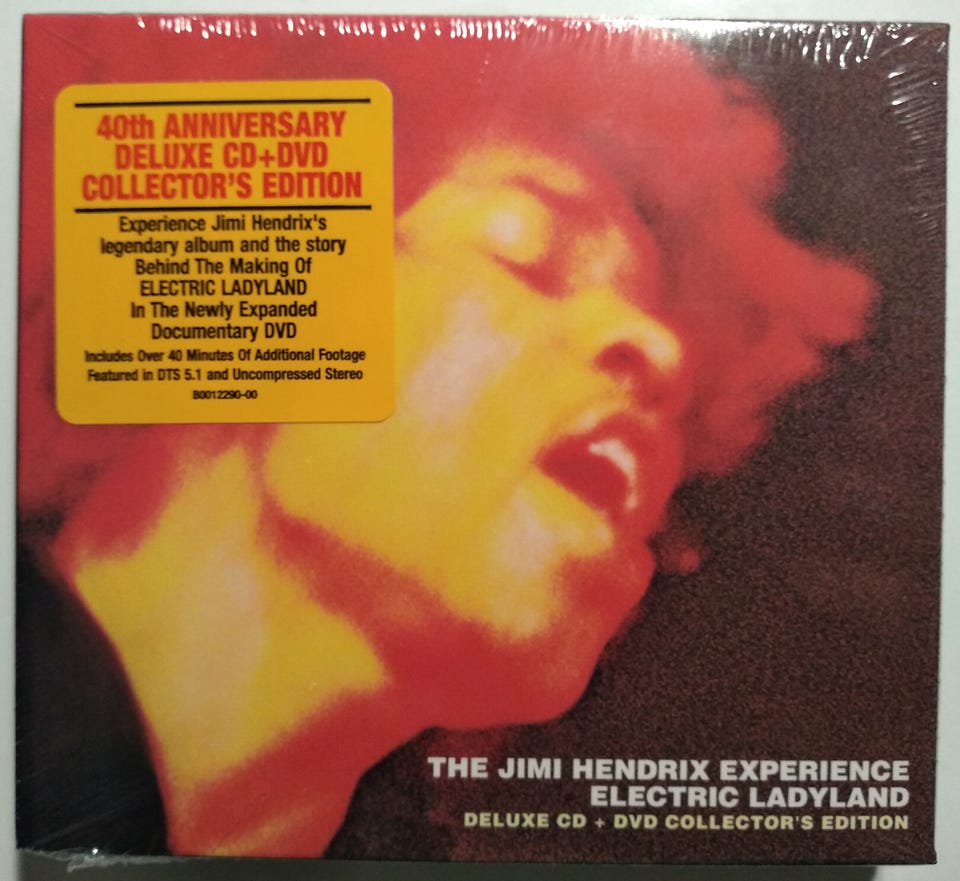 40th ANNIVERSARY
DELUXE CD+DVD
COLLECTOR'S EDITION
Experience Jimi Hendrix's
legendary album and the story
Behind The Making Of
ELECTRIC LADYLAND
In The Newly Expanded
Documentary DVD
Includes Over 40 Minutes Of Additional Footage
Featured in DTS 5.1 and Uncompressed Stereo
B0012290-00
THE JIMI HENDRIX EXPERIENCE
ELECTRIC LADYLAND
DELUXE CD + DVD COLLECTOR'S EDITION